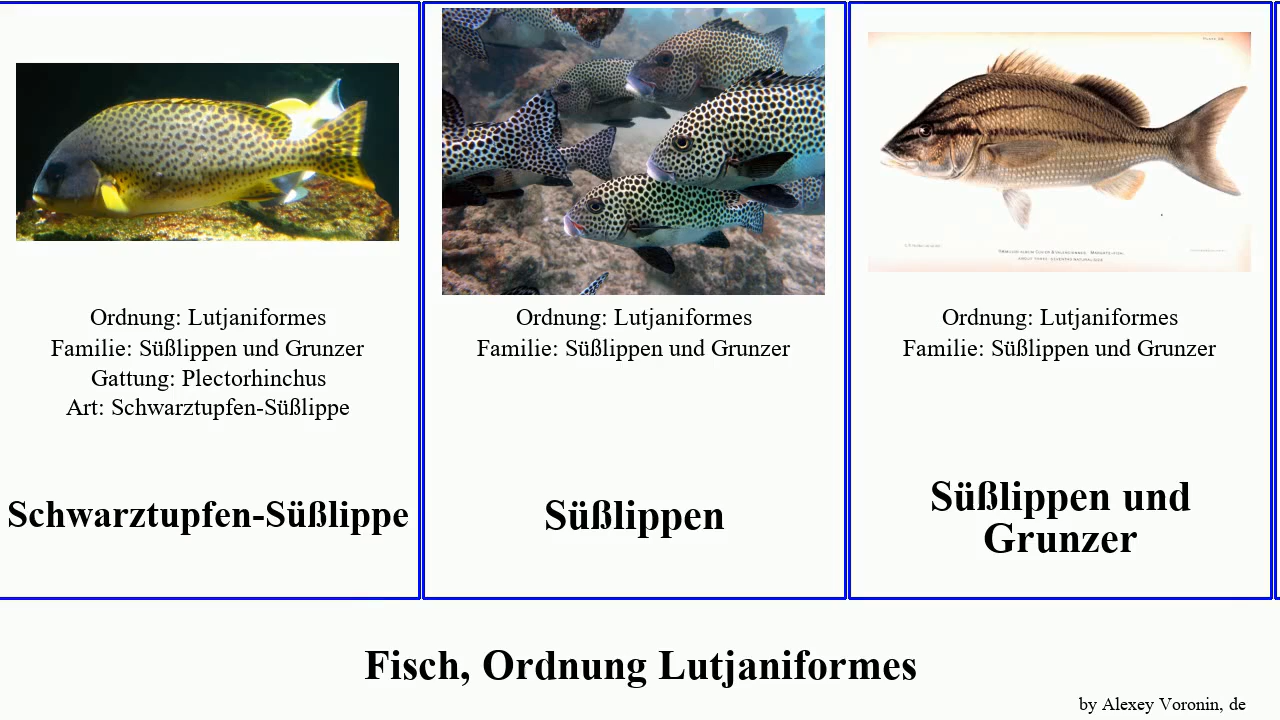 Ordnung: Lutjaniformes
Familie: Süßlippen und Grunzer
Gattung: Plectorhinchus
Art: Schwarztupfen-Süßlippe
Schwarztupfen-Süßlippe
Ordnung: Lutjaniformes
Familie: Süßlippen und Grunzer
Süßlippen
Ordnung: Lutjaniformes
Familie: Süßlippen und Grunzer
Süßlippen und
Grunzer
Fisch, Ordnung Lutjaniformes
by Alexey Voronin, de